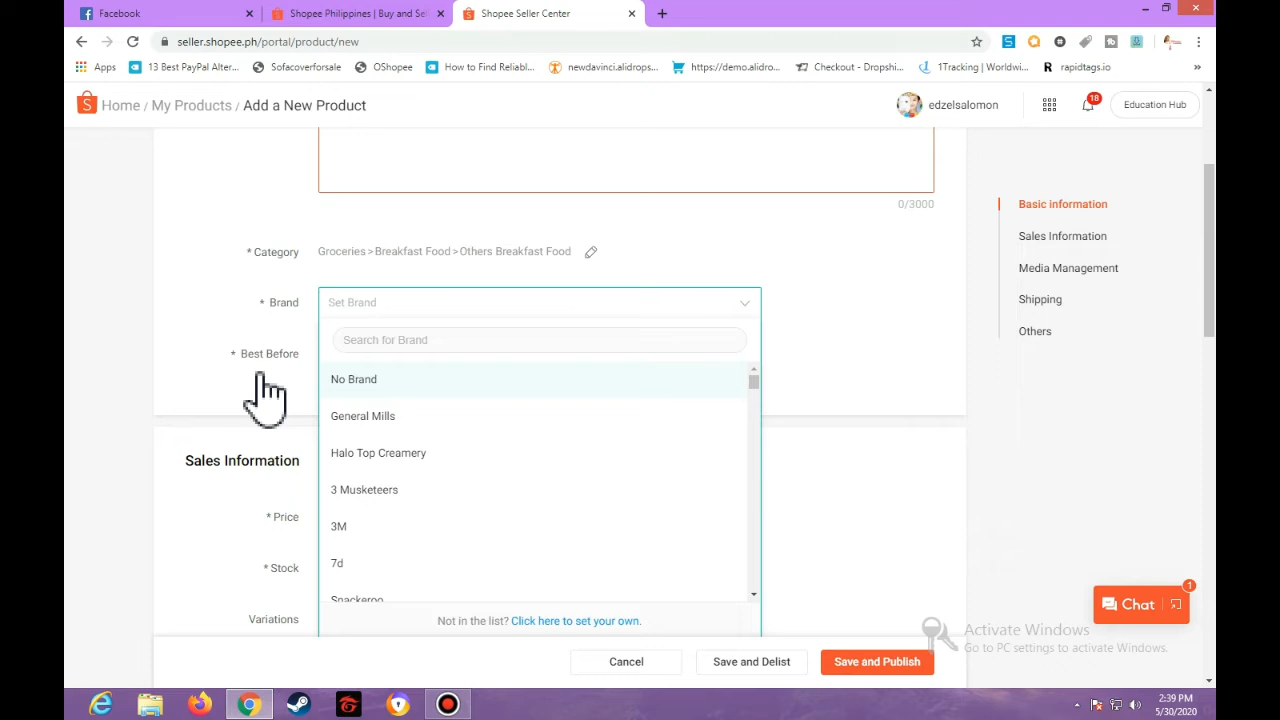 Facebook
Shopee Philippines | Buy and Sel
Shopee Seller Center
seller.shopee.ph/portal/product/new
Apps
13 Best PayPal Alter...
Sofacoverforsale
OShopee
How to Find Reliabl...
newdavinci.alidrops...
https://demo.alidro...
Checkout - Dropshi...
1Tracking | Worldwi...
rapidtags.io
»
Home / My Products / Add a New Product
edzelsalomon
18
Education Hub
0/3000
* Category
Groceries > Breakfast Food > Others Breakfast Food
* Brand
Set Brand
Search for Brand
* Best Before
No Brand
General Mills
Halo Top Creamery
3 Musketeers
3M
7d
Snackeroo
Not in the list? Click here to set your own.
Sales Information
* Price
* Stock
Variations
Basic information
Sales Information
Media Management
Shipping
Others
Chat
1
Activate Windows
Go to PC settings to activate Windows.
Cancel
Save and Delist
Save and Publish
2:39 PM
5/30/2020